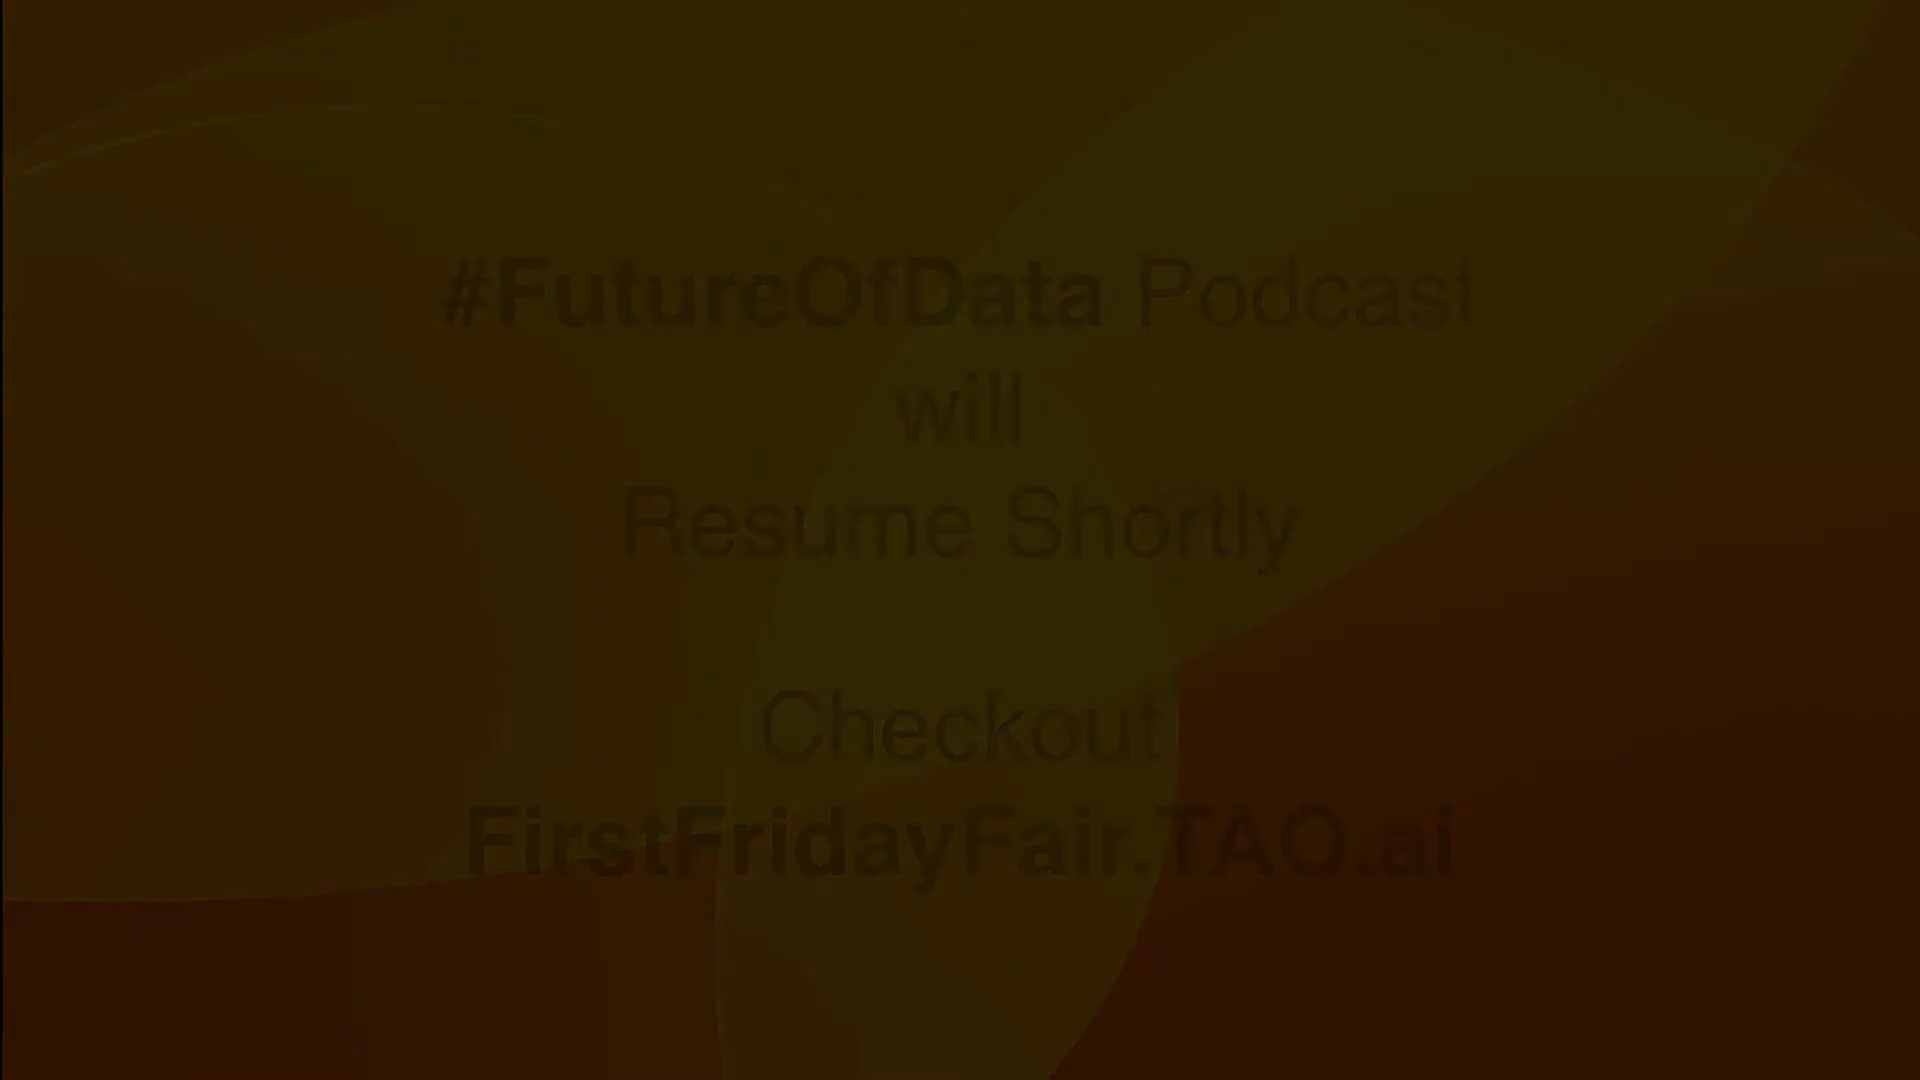 #FutureOfData Podcast
will
Resume Shortly
Checkout
FirstFridayFair.TAO.ai